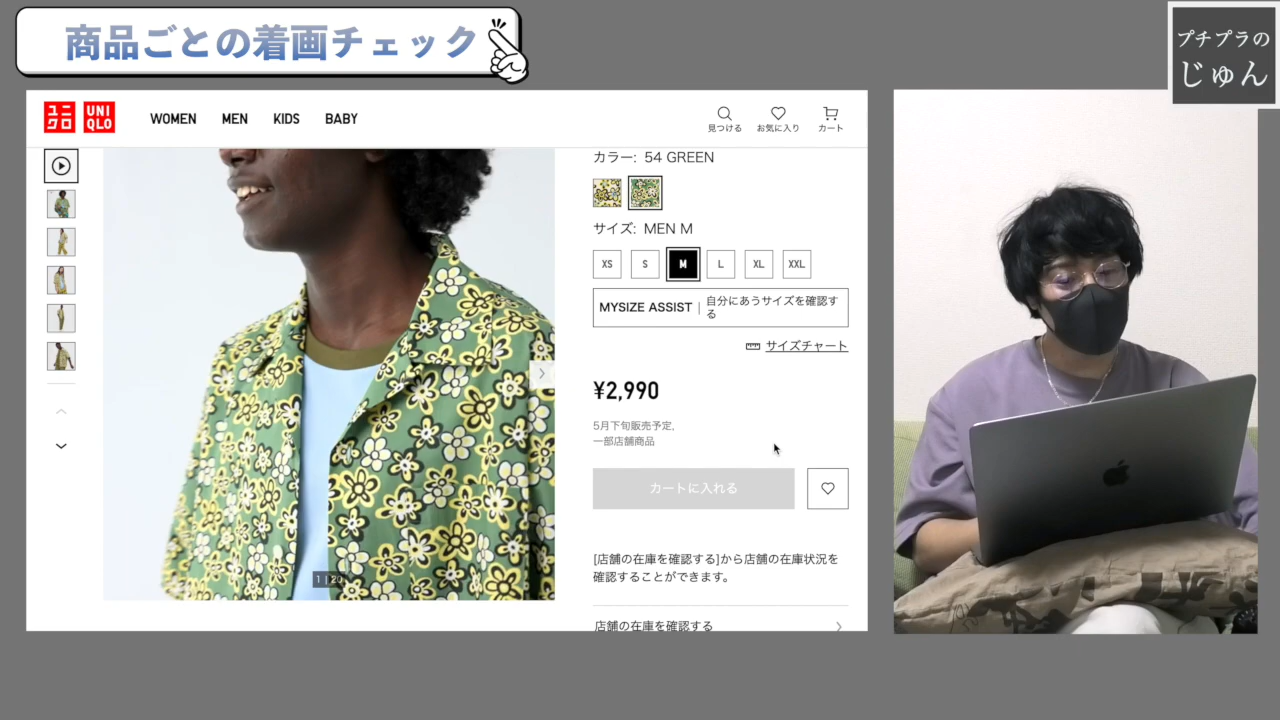 商品ごとの着画チェック
プチプラの
じゅん
ユニ
クロ
UNI
QLO
WOMEN
MEN
KIDS
BABY
見つける
お気に入り
カート
カラー: 54 GREEN
サイズ: MEN M
XS
S
M
L
XL
XXL
MYSIZE ASSIST
自分にあうサイズを確認す
る
サイズチャート
¥2,990
5月下旬販売予定,
一部店舗商品
カートに入れる
[店舗の在庫を確認する]から店舗の在庫状況を
確認することができます。
1 | 20
店舗の在庫を確認する